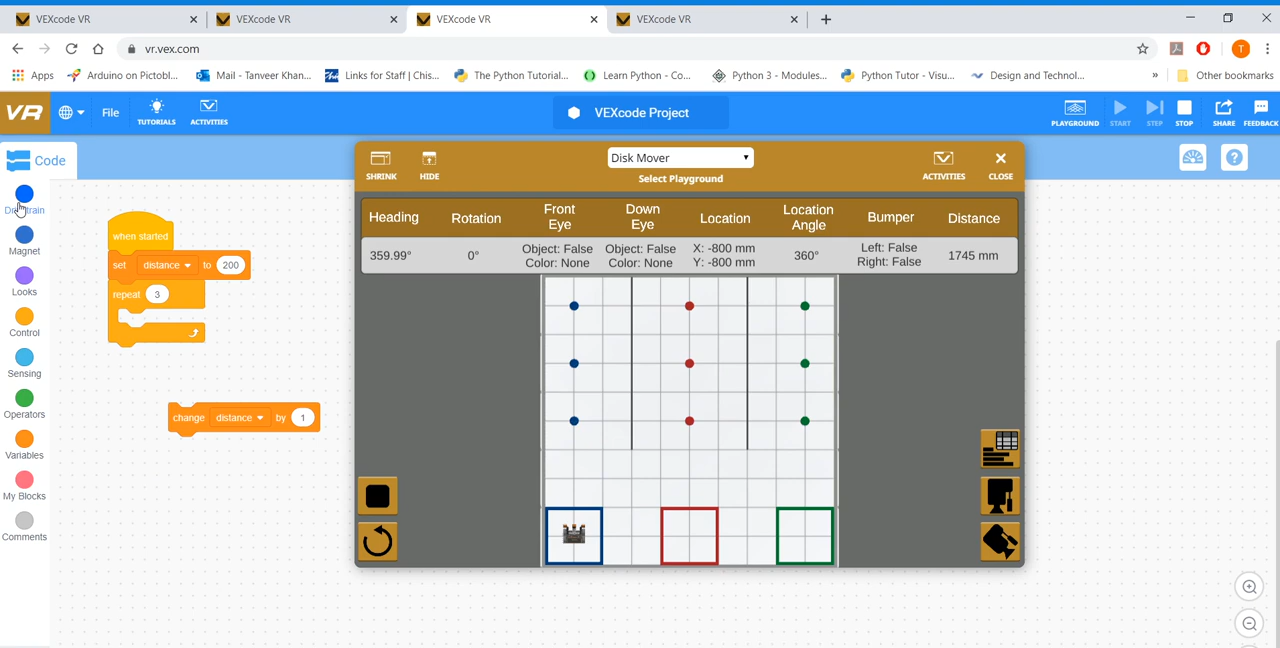 VEXcode VR
VEXcode VR
VEXcode VR
VEXcode VR
vr.vex.com
T
Apps
Arduino on Pictobl...
Mail - Tanveer Khan...
Links for Staff | Chis...
The Python Tutorial...
Learn Python - Co...
Python 3 - Modules...
Python Tutor - Visu...
Design and Technol...
»
Other bookmarks
VR
File
TUTORIALS
ACTIVITIES
VEXcode Project
PLAYGROUND
START
STEP
STOP
SHARE
FEEDBACK
Code
Drivetrain
Magnet
Looks
Control
Sensing
Operators
Variables
My Blocks
Comments
when started
set distance to 200
repeat 3
change distance by 1
SHRINK
HIDE
Disk Mover
Select Playground
ACTIVITIES
CLOSE
Heading Rotation Front Eye Down Eye Location Location Angle Bumper Distance
359.99° 0° Object: False Color: None Object: False Color: None X: -800 mm Y: -800 mm 360° Left: False Right: False 1745 mm